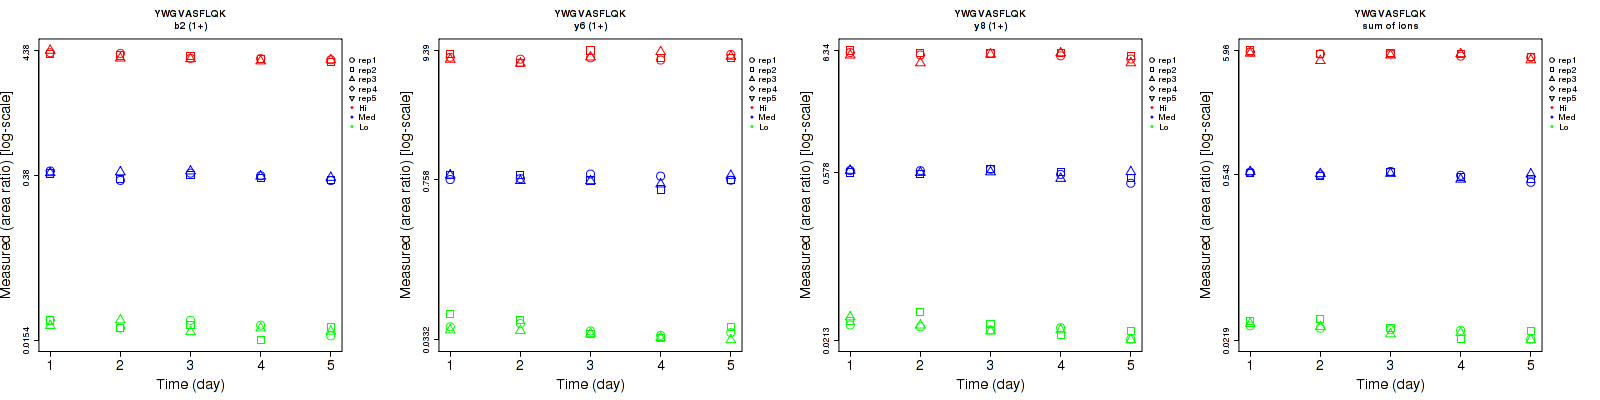 YWGVASFLQK
b2 (1+)
Measured (area ratio) [log-scale]
4.38
0.38
0.0154
1 2 3 4 5
Time (day)
rep1
rep2
rep3
rep4
rep5
Hi
Med
Lo
YWGVASFLQK
y6 (1+)
Measured (area ratio) [log-scale]
9.39
0.758
0.0332
1 2 3 4 5
Time (day)
rep1
rep2
rep3
rep4
rep5
Hi
Med
Lo
YWGVASFLQK
y8 (1+)
Measured (area ratio) [log-scale]
6.34
0.578
0.0213
1 2 3 4 5
Time (day)
rep1
rep2
rep3
rep4
rep5
Hi
Med
Lo
YWGVASFLQK
sum of ions
Measured (area ratio) [log-scale]
5.96
0.543
0.0219
1 2 3 4 5
Time (day)
rep1
rep2
rep3
rep4
rep5
Hi
Med
Lo